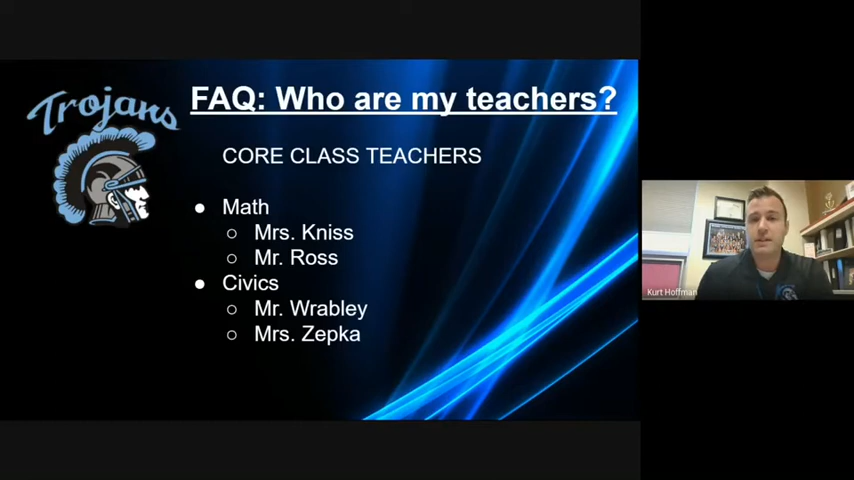 Trojans
FAQ: Who are my teachers?
CORE CLASS TEACHERS
● Math
○ Mrs. Kniss
○ Mr. Ross
● Civics
○ Mr. Wrabley
○ Mrs. Zepka
Kurt Hoffman